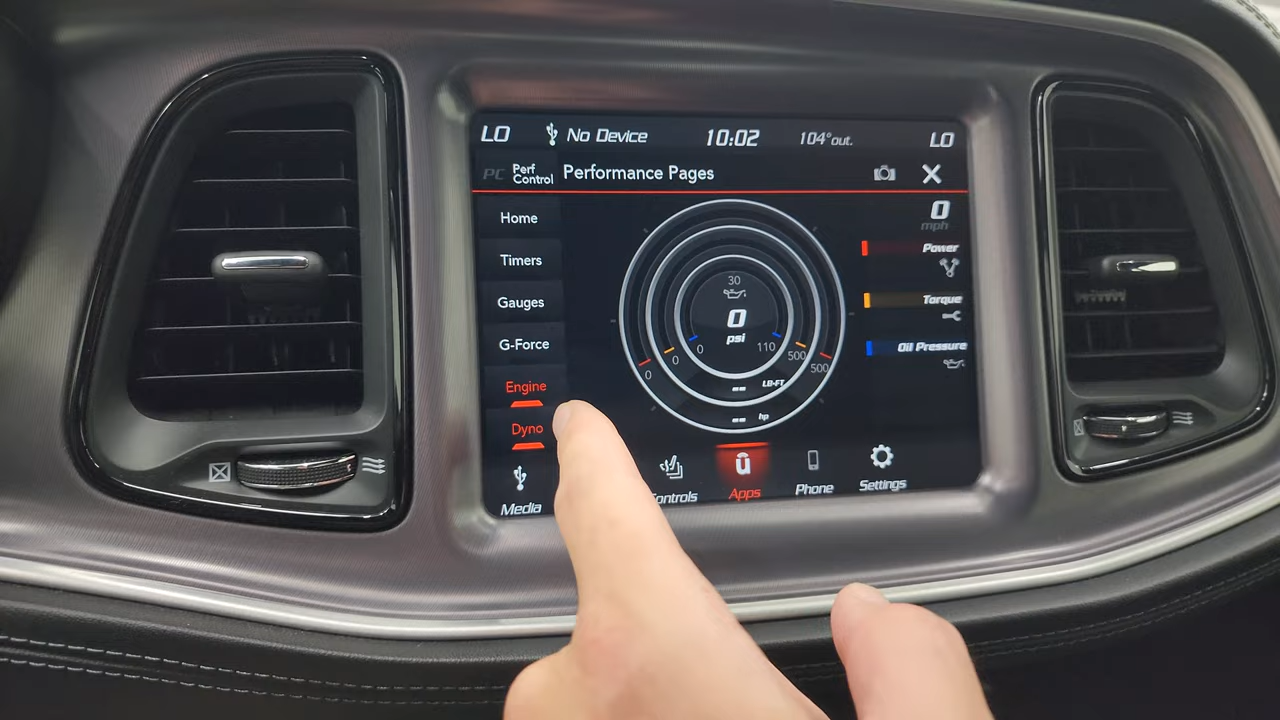 LO No Device 10:02 104°out. LO
PC Perf Control Performance Pages
Home
Timers
Gauges
G-Force
Engine
Dyno
30
0
psi
0 0 0 110 500 500
-- LB-FT
-- hp
0
mph
Power
Torque
Oil Pressure
Media ontrols Apps Phone Settings